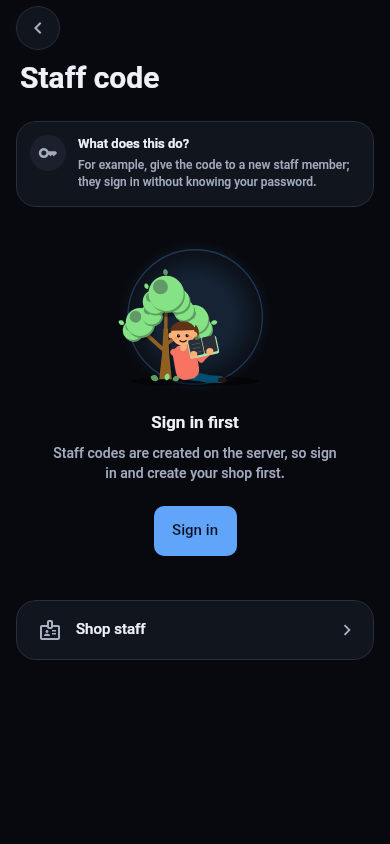 Staff code
What does this do?
For example, give the code to a new staff member;
they sign in without knowing your password.
Sign in first
Staff codes are created on the server, so sign
in and create your shop first.
Sign in
Shop staff